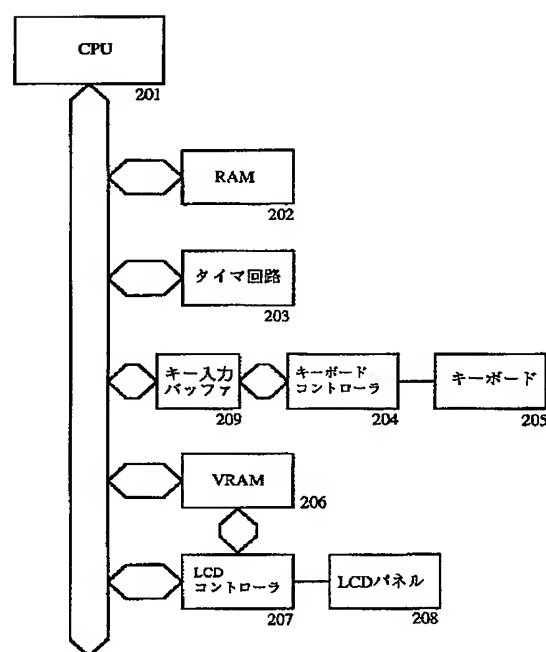 CPU
201
RAM
202
タイマ回路
203
キー入力
バッファ
209
キーボード
コントローラ
204
キーボード
205
VRAM
206
LCD
コントローラ
207
LCDパネル
208